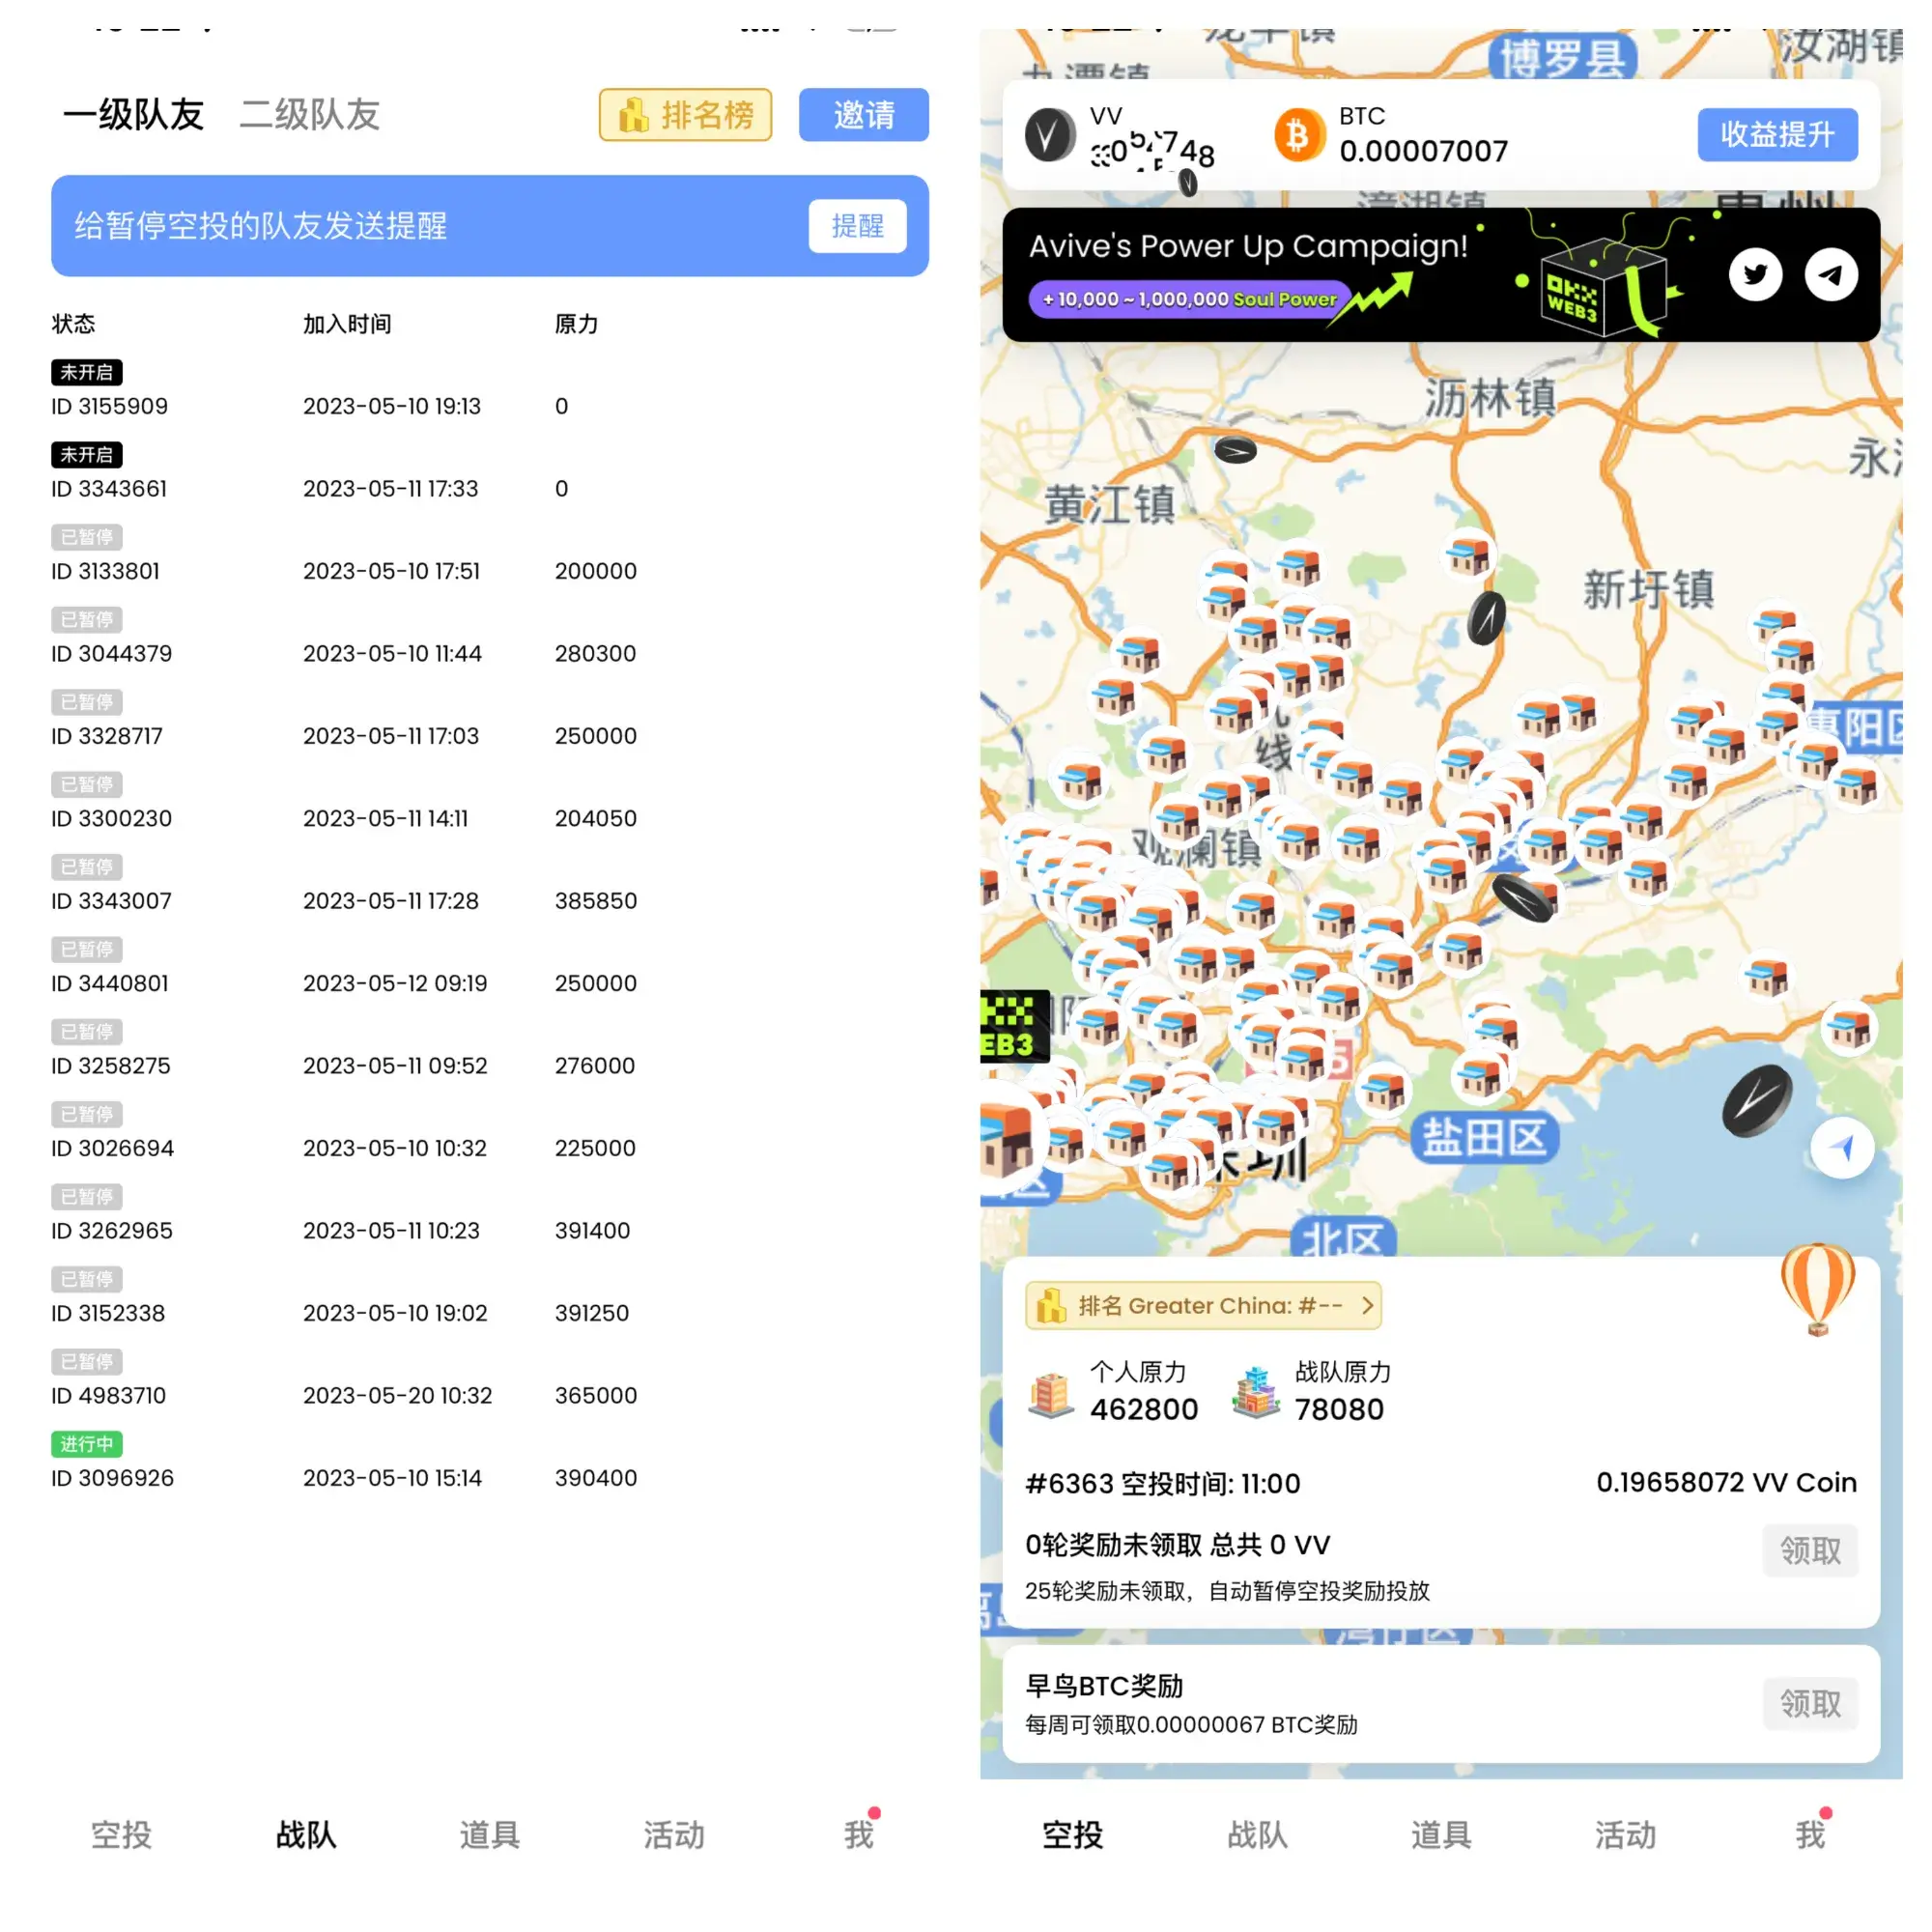 一级队友 二级队友 排名榜 邀请
给暂停空投的队友发送提醒 提醒
状态 加入时间 原力
未开启
ID 3155909 2023-05-10 19:13 0
未开启
ID 3343661 2023-05-11 17:33 0
已暂停
ID 3133801 2023-05-10 17:51 200000
已暂停
ID 3044379 2023-05-10 11:44 280300
已暂停
ID 3328717 2023-05-11 17:03 250000
已暂停
ID 3300230 2023-05-11 14:11 204050
已暂停
ID 3343007 2023-05-11 17:28 385850
已暂停
ID 3440801 2023-05-12 09:19 250000
已暂停
ID 3258275 2023-05-11 09:52 276000
已暂停
ID 3026694 2023-05-10 10:32 225000
已暂停
ID 3262965 2023-05-11 10:23 391400
已暂停
ID 3152338 2023-05-10 19:02 391250
已暂停
ID 4983710 2023-05-20 10:32 365000
进行中
ID 3096926 2023-05-10 15:14 390400
空投 战队 道具 活动 我
博罗县
汝湖镇
VV
BTC
0.00007007
收益提升
Avive's Power Up Campaign!
+ 10,000 ~ 1,000,000 Soul Power
OKX
WEB3
沥林镇
黄江镇
新圩镇
惠阳区
观澜镇
盐田区
北区
排名 Greater China: #-- >
个人原力 战队原力
462800 78080
#6363 空投时间: 11:00 0.19658072 VV Coin
0轮奖励未领取 总共 0 VV 领取
25轮奖励未领取，自动暂停空投奖励投放
早鸟BTC奖励
每周可领取0.00000067 BTC奖励 领取
空投 战队 道具 活动 我